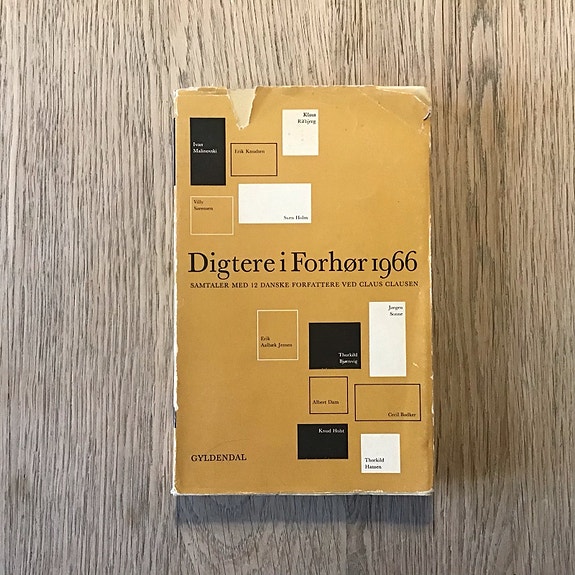 Klaus
Rifbjerg
Ivan
Malinovski
Erik Knudsen
Villy
Sørensen
Sven Holm
Digtere i Forhør 1966
SAMTALER MED 12 DANSKE FORFATTERE VED CLAUS CLAUSEN
Jørgen
Sonne
Erik
Aalbæk Jensen
Thorkild
Bjørnvig
Albert Dam
Cecil Bødker
Knud Holst
Thorkild
Hansen
GYLDENDAL